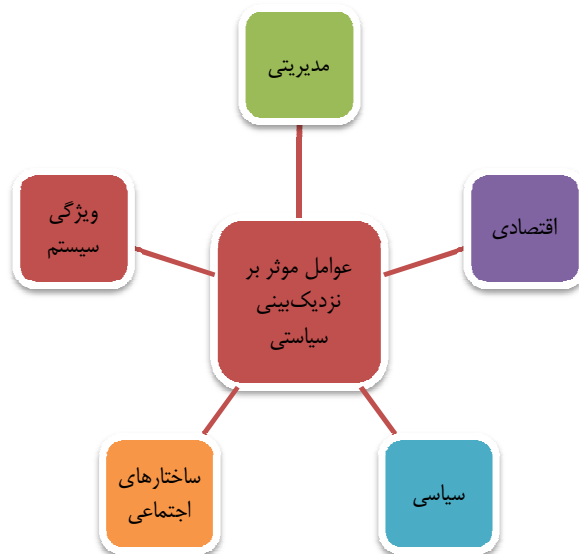 مدیریتی
ویژگی
سیستم
اقتصادی
عوامل موثر بر
نزدیک‌بینی
سیاستی
ساختارهای
اجتماعی
سیاسی